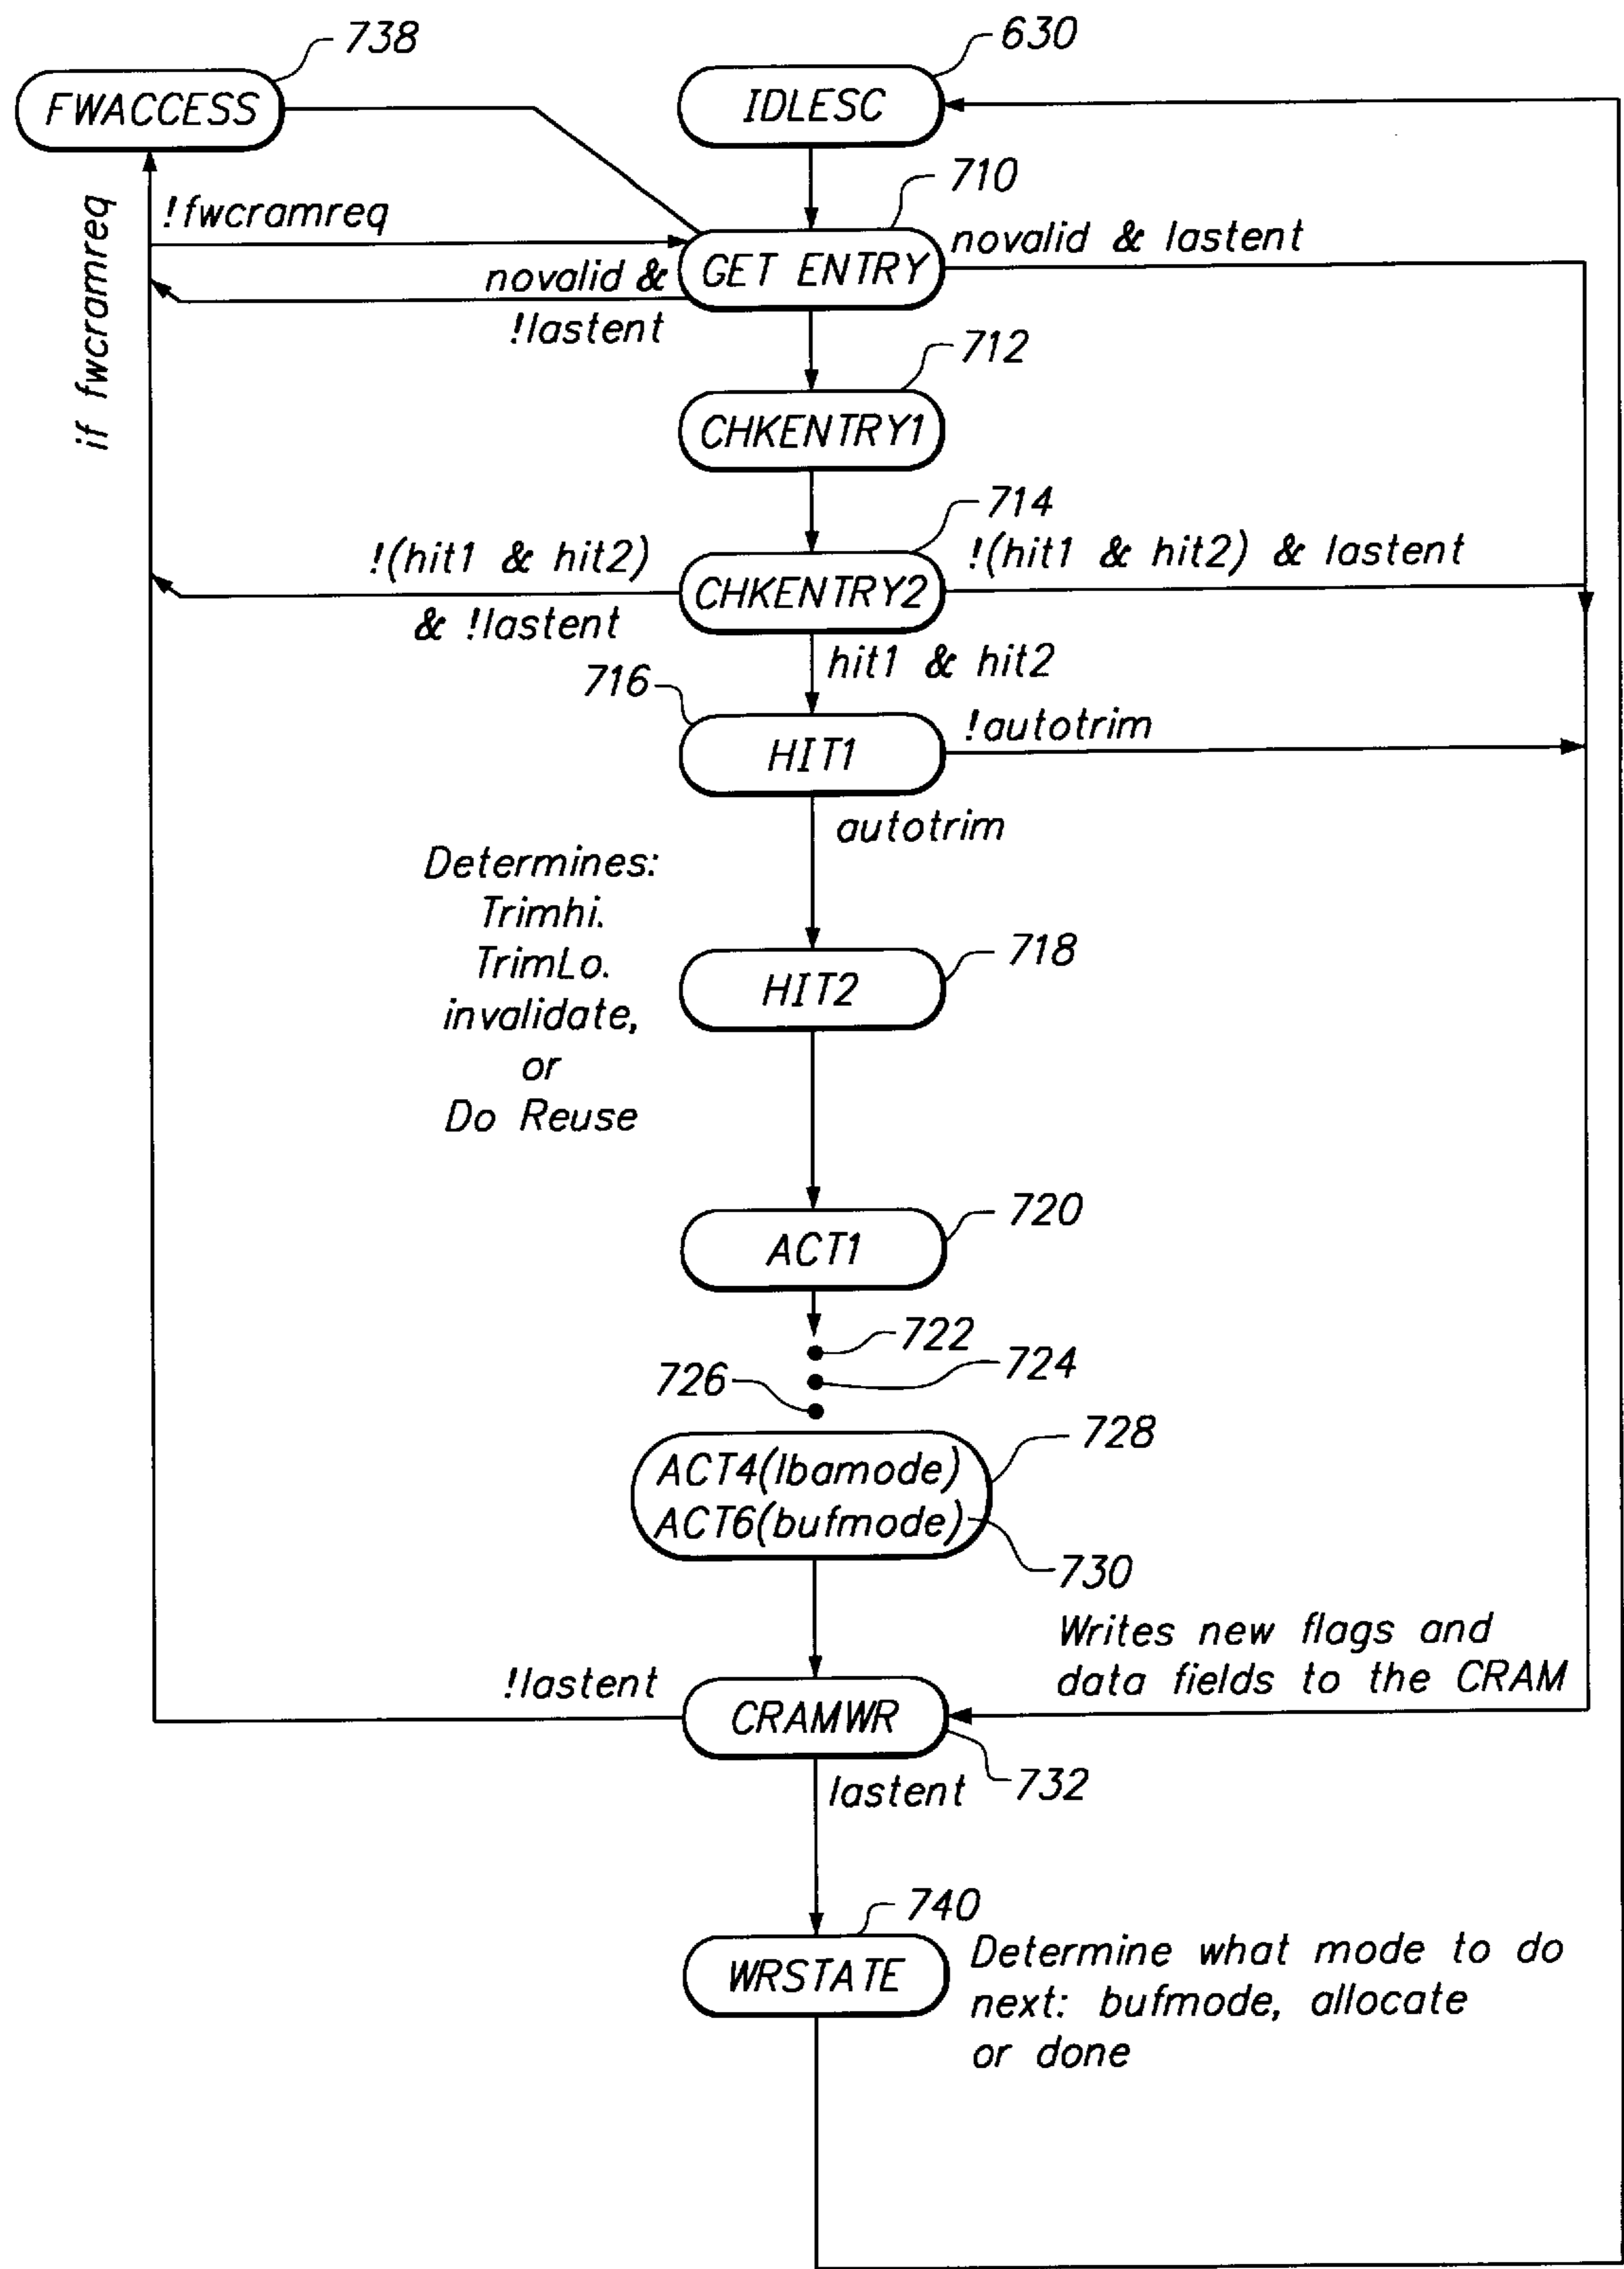 738
630
FWACCESS
IDLESC
710
!fwcramreq
novalid & lastent
if fwcramreq
GET ENTRY
novalid &
!lastent
712
CHKENTRY1
714
!(hit1 & hit2)
!(hit1 & hit2) & lastent
CHKENTRY2
& !lastent
hit1 & hit2
716
!autotrim
HIT1
autotrim
Determines:
Trimhi.
TrimLo.
invalidate,
or
Do Reuse
718
HIT2
720
ACT1
722
724
726
728
ACT4(lbamode)
ACT6(bufmode)
730
Writes new flags and
data fields to the CRAM
!lastent
CRAMWR
732
lastent
740
WRSTATE
Determine what mode to do
next: bufmode, allocate
or done